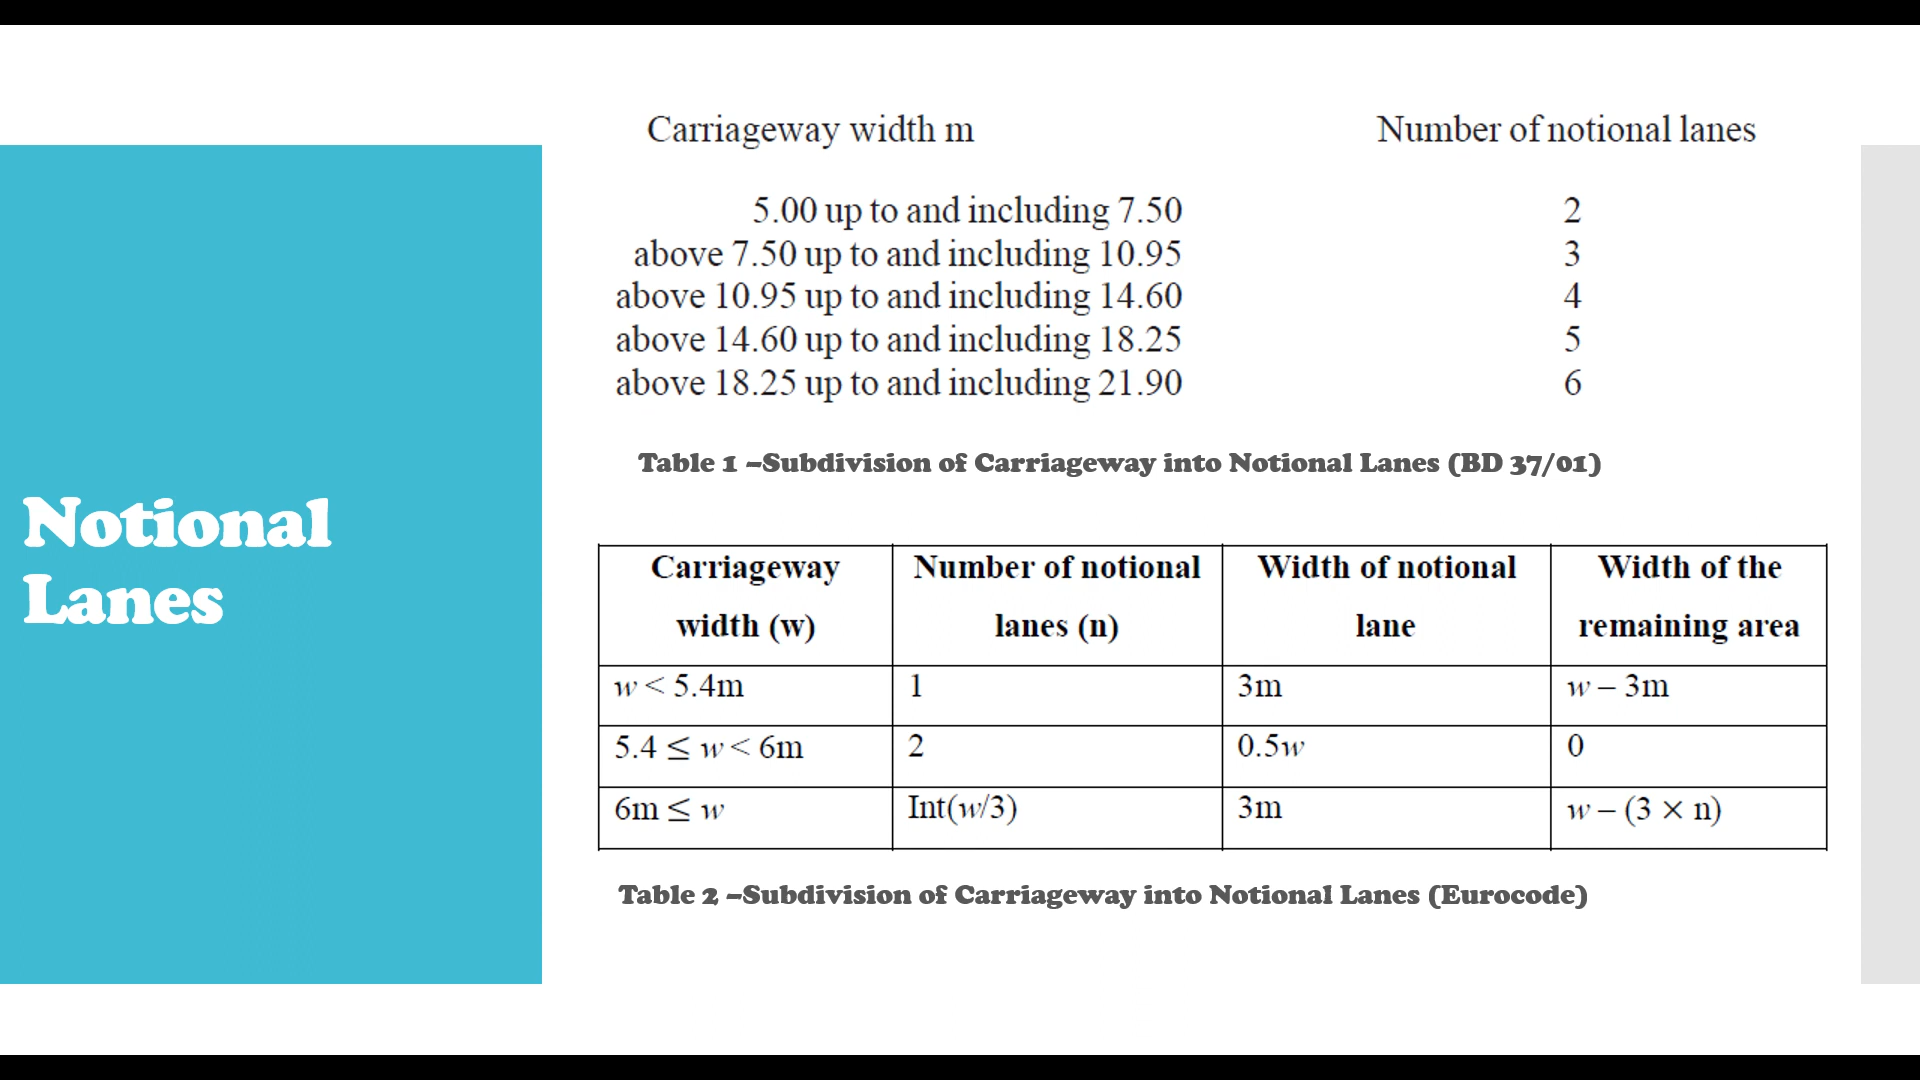 Notional
Lanes
Carriageway width m Number of notional lanes
5.00 up to and including 7.50 2
above 7.50 up to and including 10.95 3
above 10.95 up to and including 14.60 4
above 14.60 up to and including 18.25 5
above 18.25 up to and including 21.90 6
Table 1 –Subdivision of Carriageway into Notional Lanes (BD 37/01)
Carriageway width (w) Number of notional lanes (n) Width of notional lane Width of the remaining area
w < 5.4m 1 3m w – 3m
5.4 ≤ w < 6m 2 0.5w 0
6m ≤ w Int(w/3) 3m w – (3 × n)
Table 2 –Subdivision of Carriageway into Notional Lanes (Eurocode)